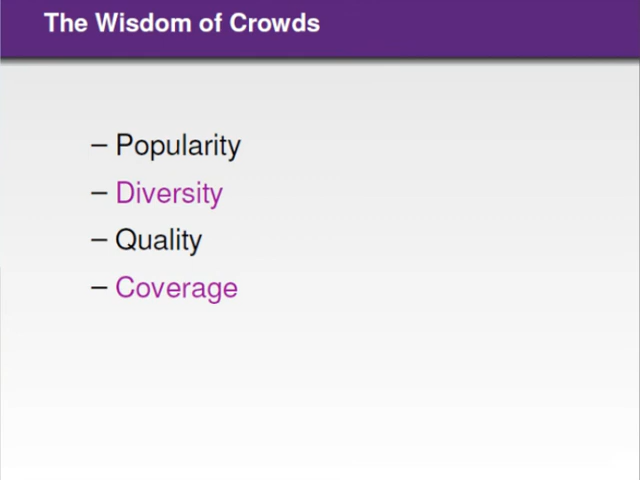 The Wisdom of Crowds
– Popularity
– Diversity
– Quality
– Coverage